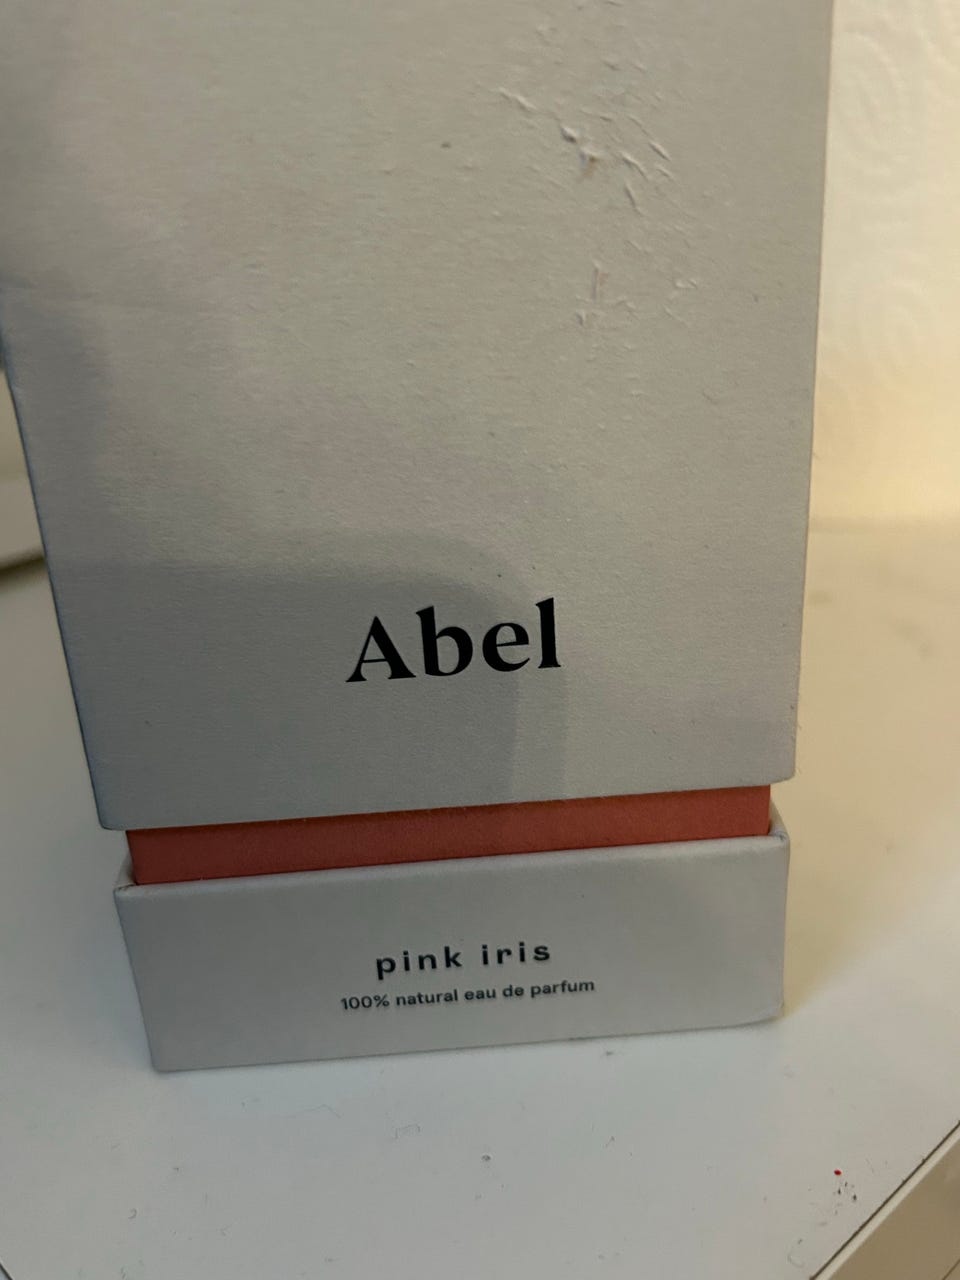 Abel
pink iris
100% natural eau de parfum